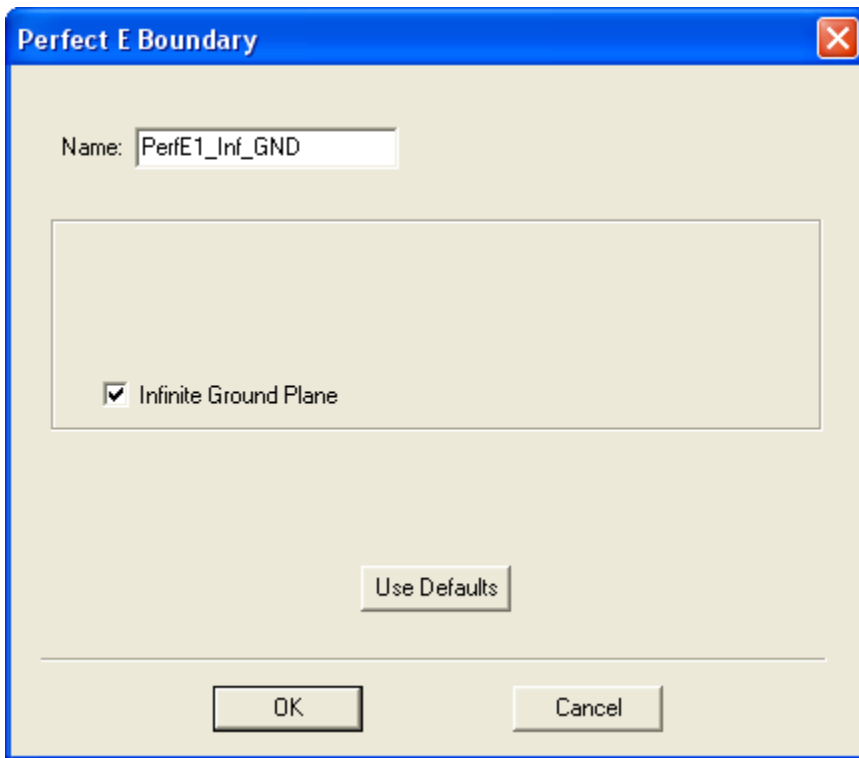 Perfect E Boundary
Name: PerfE1_Inf_GND
Infinite Ground Plane
Use Defaults
OK Cancel